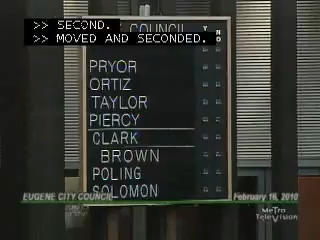 >> SECOND.
>> MOVED AND SECONDED.
COUNCIL
Y N
O
PRYOR
ORTIZ
TAYLOR
PIERCY
CLARK
BROWN
POLING
SOLOMON
EUGENE CITY COUNCIL
February 16, 2010
MeTro
TeleVision